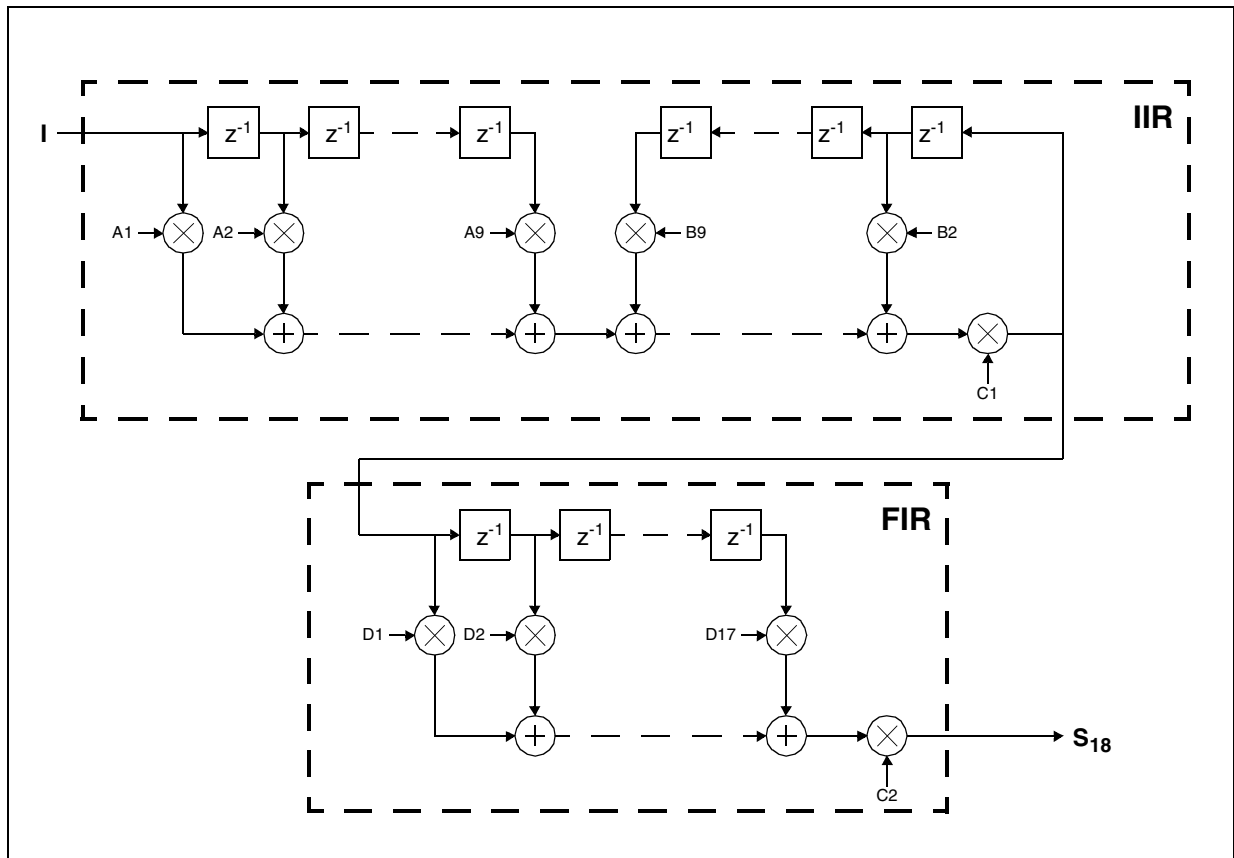 IIR
I
z⁻¹ z⁻¹ z⁻¹ z⁻¹ z⁻¹ z⁻¹
A1 A2 A9 B9 B2
C1
FIR
z⁻¹ z⁻¹ z⁻¹
D1 D2 D17
S₁₈
C2